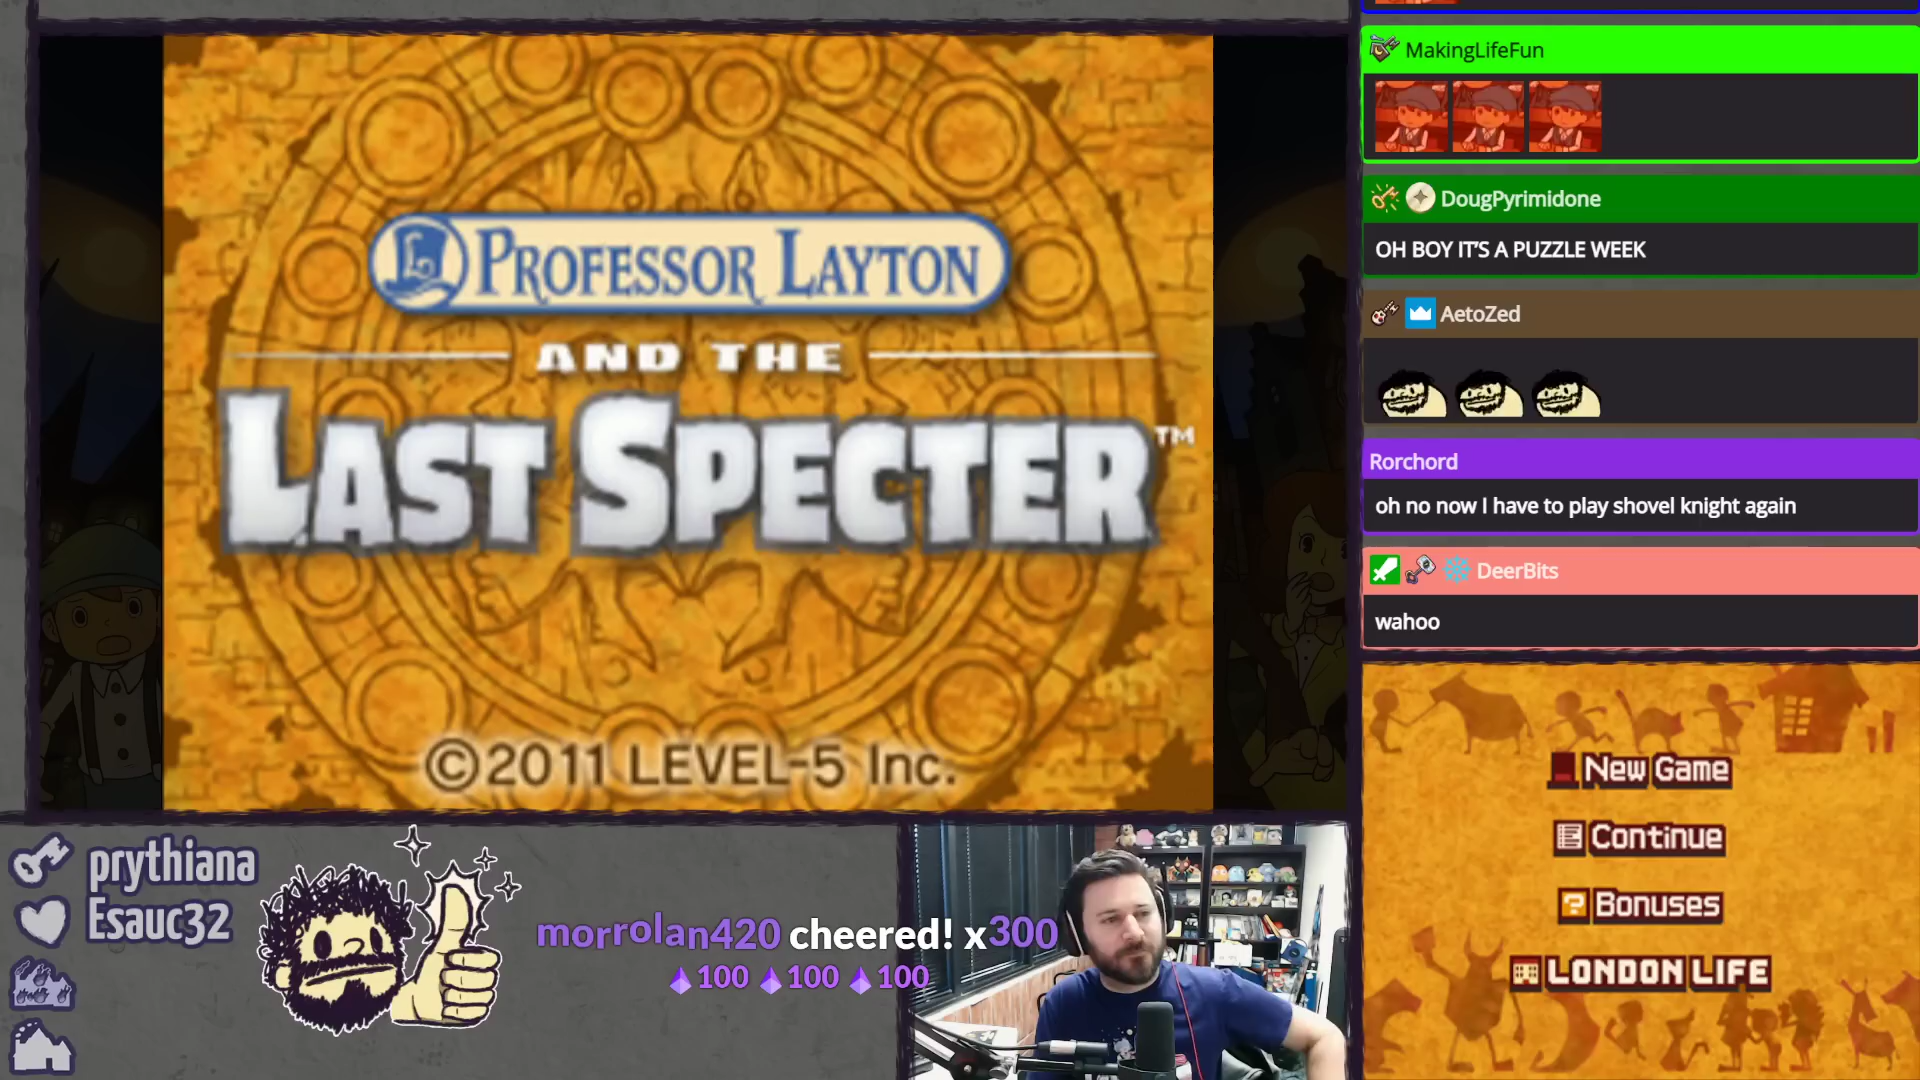 PROFESSOR LAYTON
AND THE
LAST SPECTER™
©2011 LEVEL-5 Inc.
MakingLifeFun
DougPyrimidone
OH BOY IT'S A PUZZLE WEEK
AetoZed
Rorchord
oh no now I have to play shovel knight again
DeerBits
wahoo
New Game
Continue
Bonuses
LONDON LIFE
prythiana
Esauc32
morrolan420 cheered! x300
100 100 100